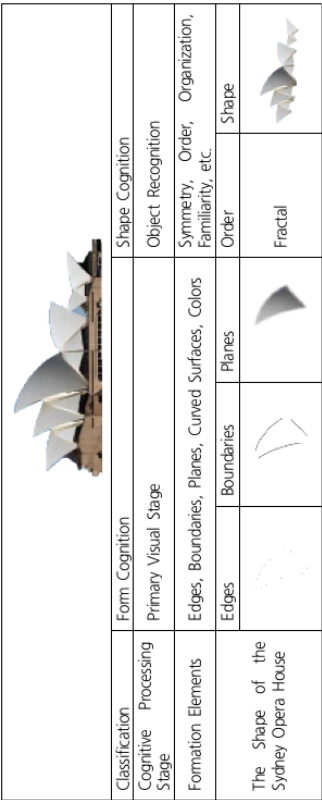 Classification Form Cognition Shape Cognition
Cognitive Processing Stage Primary Visual Stage Object Recognition
Formation Elements Edges, Boundaries, Planes, Curved Surfaces, Colors Symmetry, Order, Organization, Familiarity, etc.
Edges Boundaries Planes Order Shape
The Shape of the
Sydney Opera House
Fractal